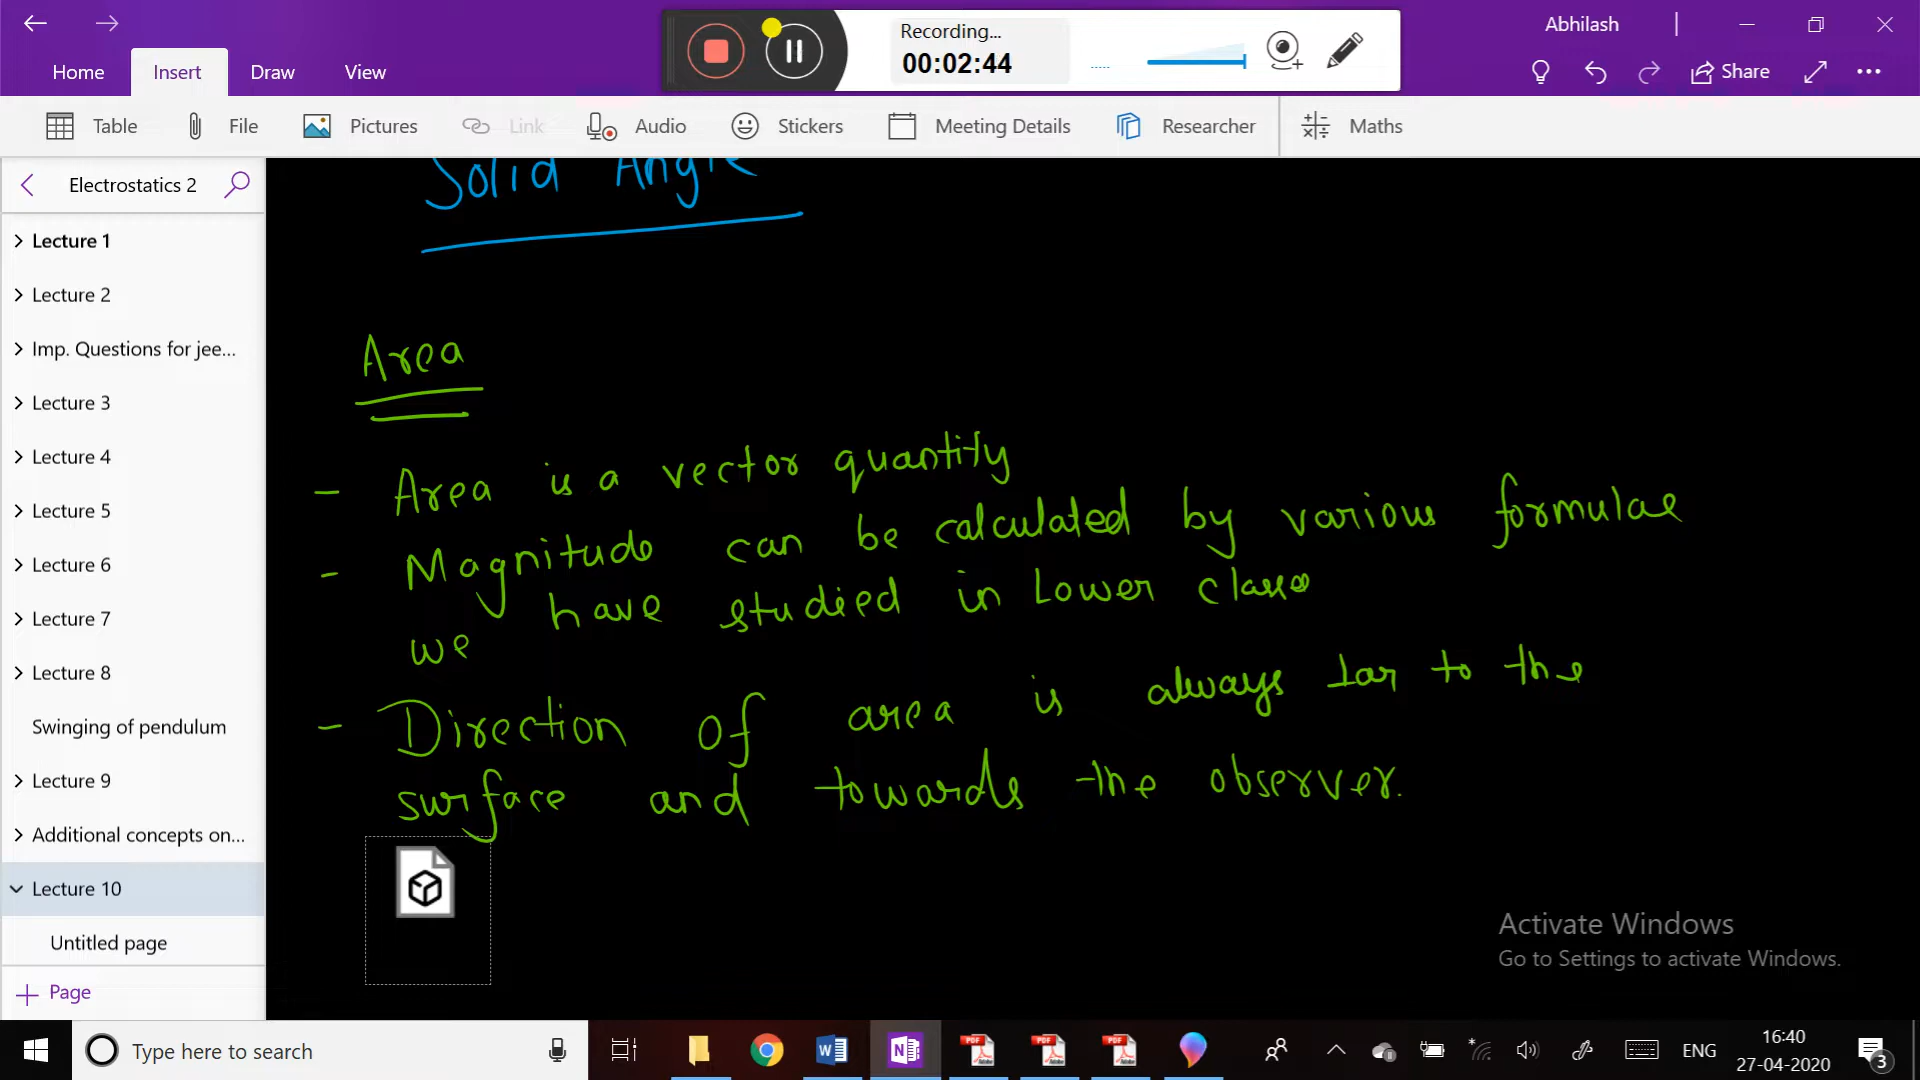 Abhilash
Recording...
00:02:44
Home
Insert
Draw
View
Share
Table
File
Pictures
Link
Audio
Stickers
Meeting Details
Researcher
Maths
Electrostatics 2
Lecture 1
Lecture 2
Imp. Questions for jee...
Lecture 3
Lecture 4
Lecture 5
Lecture 6
Lecture 7
Lecture 8
Swinging of pendulum
Lecture 9
Additional concepts on...
Lecture 10
Untitled page
Page
Solid Angle
Area
- Area is a vector quantity
- Magnitude can be calculated by various formulae
we have studied in Lower classes
- Direction of area is always ⊥ar to the
surface and towards the observer.
Activate Windows
Go to Settings to activate Windows.
Type here to search
ENG
16:40
27-04-2020
3